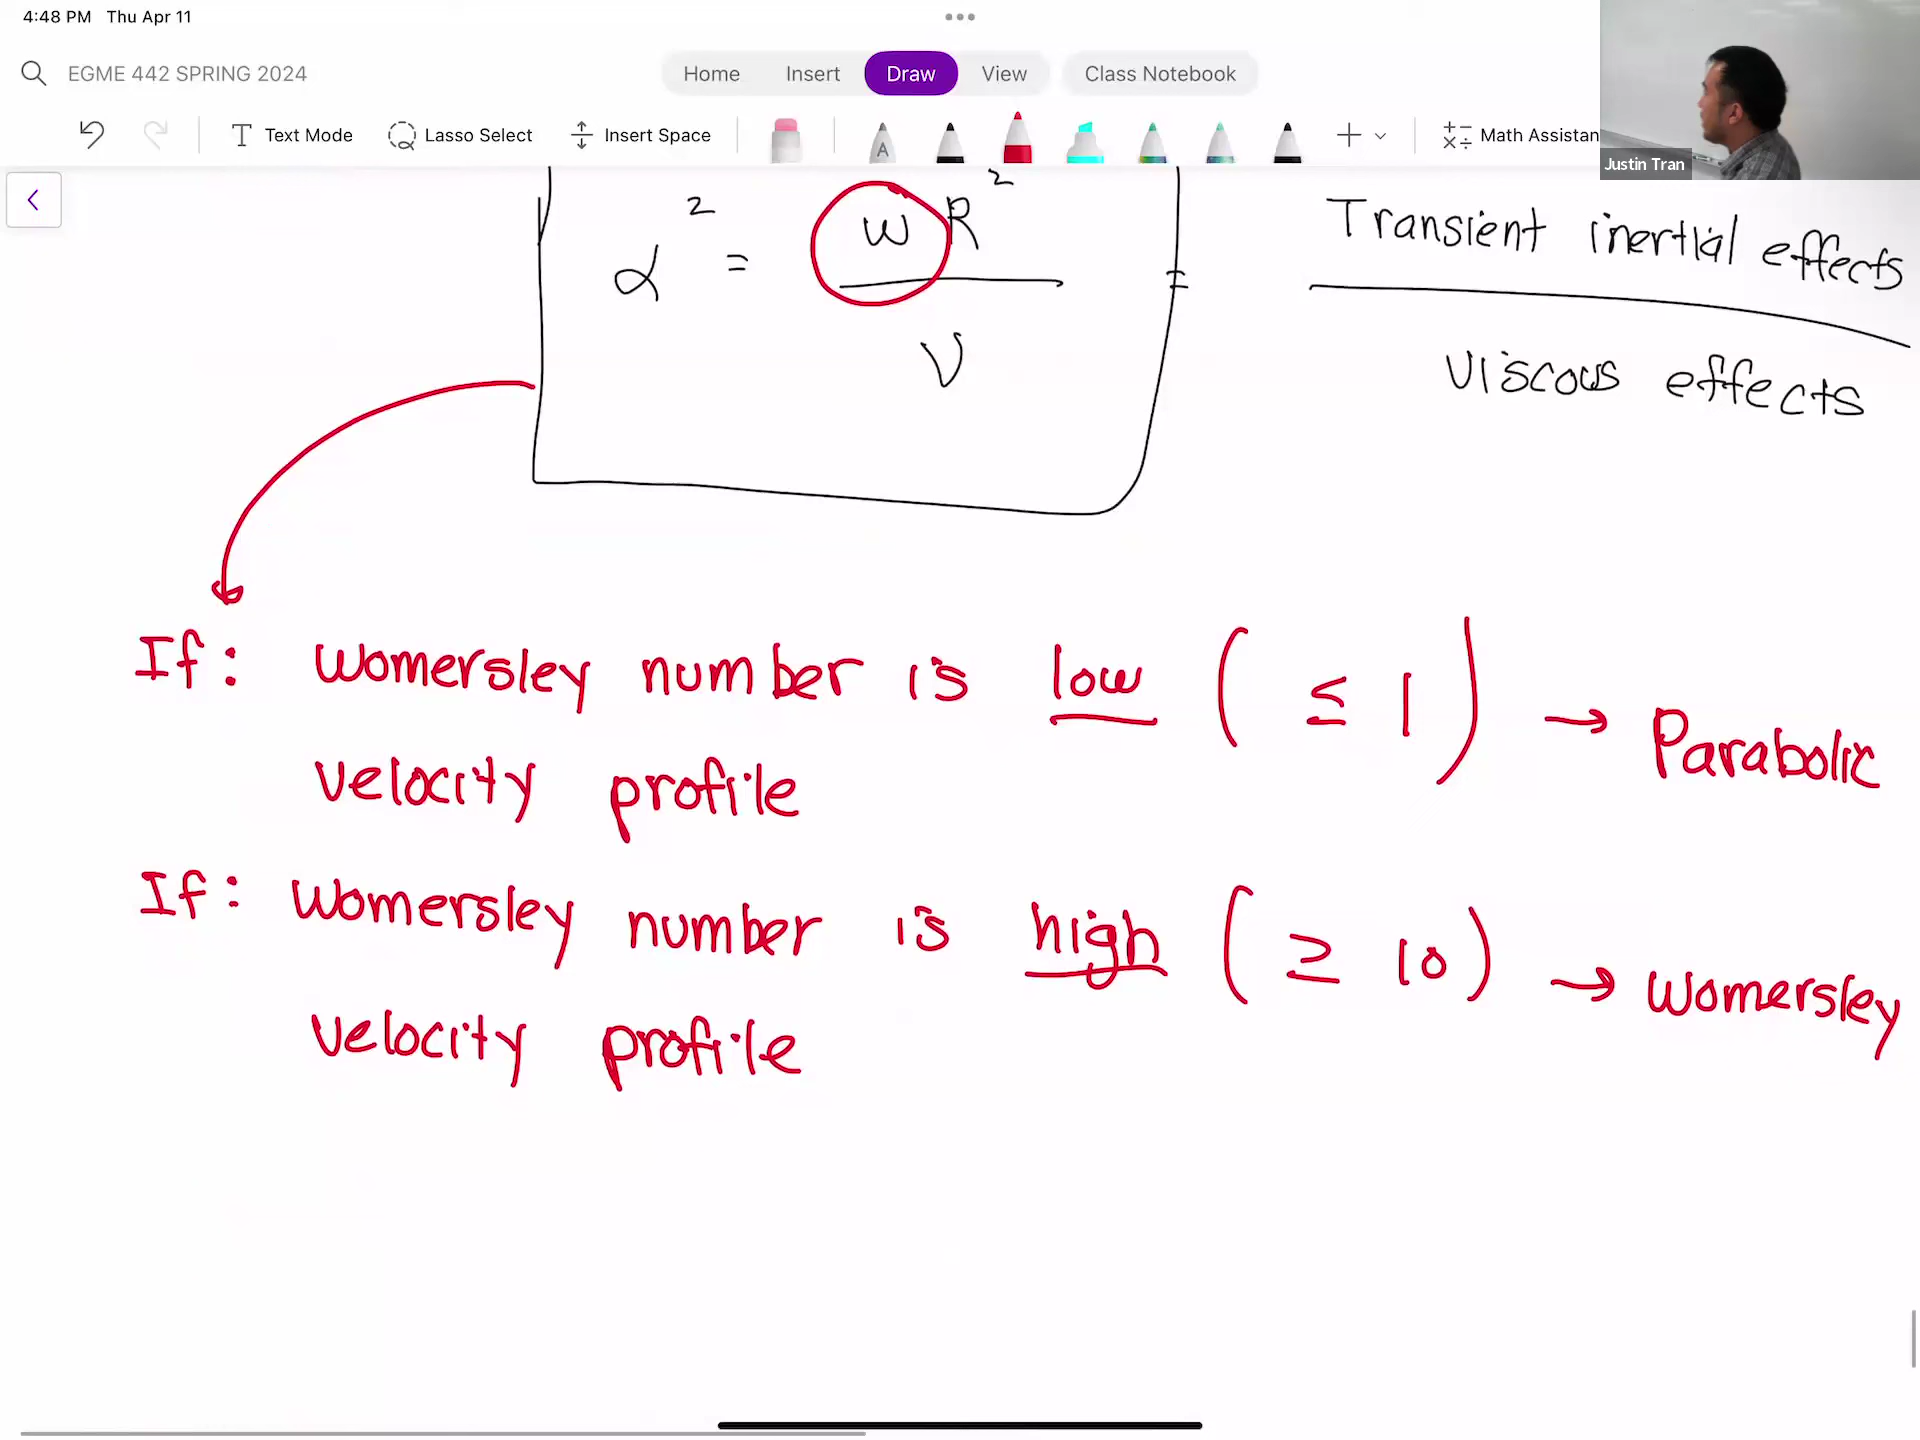 4:48 PM Thu Apr 11
EGME 442 SPRING 2024
Home Insert Draw View Class Notebook
Text Mode Lasso Select Insert Space A Math Assistan
Justin Tran
α² = ωR² / ν = Transient inertial effects / viscous effects
If: Womersley number is low ( ≤ 1 ) → Parabolic
velocity profile
If: Womersley number is high ( ≥ 10 ) → Womersley
velocity profile